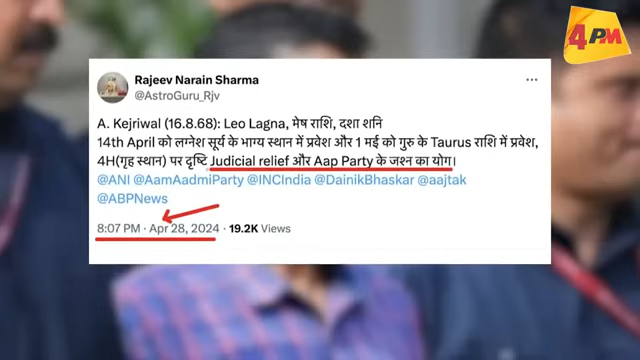 4PM
Rajeev Narain Sharma
@AstroGuru_Rjv
A. Kejriwal (16.8.68): Leo Lagna, मेष राशि, दशा शनि
14th April को लग्नेश सूर्य के भाग्य स्थान में प्रवेश और 1 मई को गुरु के Taurus राशि में प्रवेश,
4H(गृह स्थान) पर दृष्टि Judicial relief और Aap Party के जश्न का योग।
@ANI @AamAadmiParty @INCIndia @DainikBhaskar @aajtak
@ABPNews
8:07 PM · Apr 28, 2024 · 19.2K Views